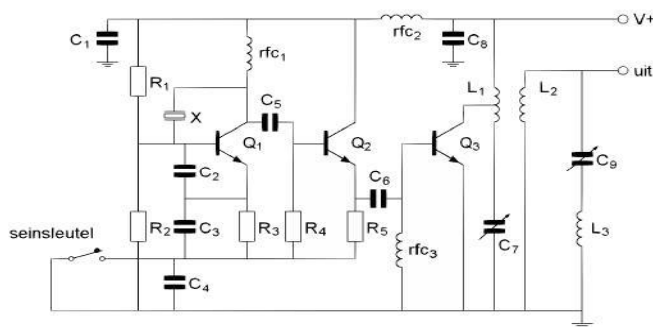 V+
C1
rfc1
rfc2
C8
uit
R1
L1
L2
X
C5
Q1
Q2
Q3
C9
C2
C6
seinsleutel
R2
C3
R3
R4
R5
C7
L3
rfc3
C4